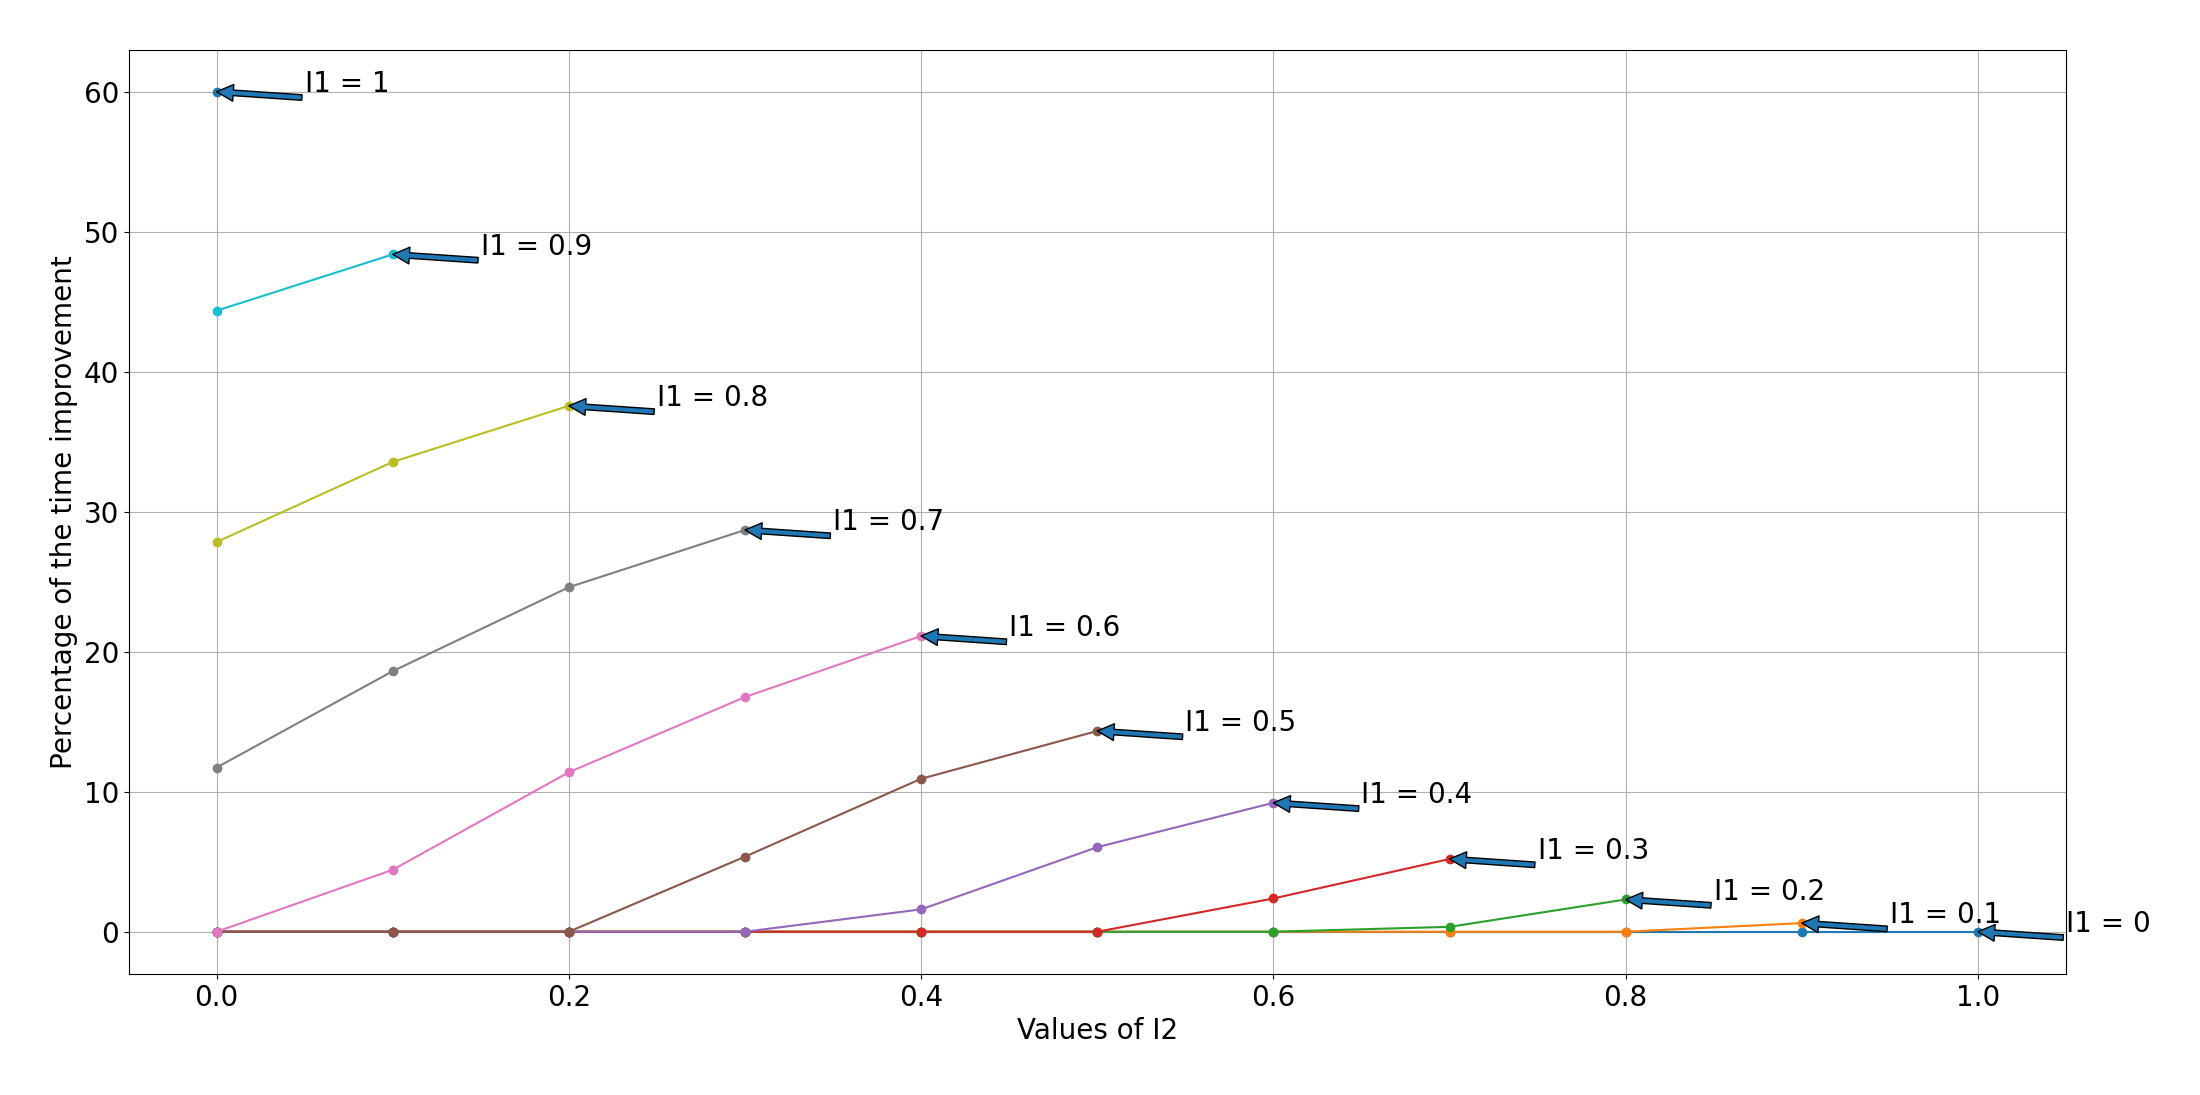 I1 = 1
60
I1 = 0.9
50
I1 = 0.8
40
I1 = 0.7
30
I1 = 0.6
20
I1 = 0.5
I1 = 0.4
10
I1 = 0.3
I1 = 0.2
I1 = 0.1
I1 = 0
0
Percentage of the time improvement
0.0 0.2 0.4 0.6 0.8 1.0
Values of I2